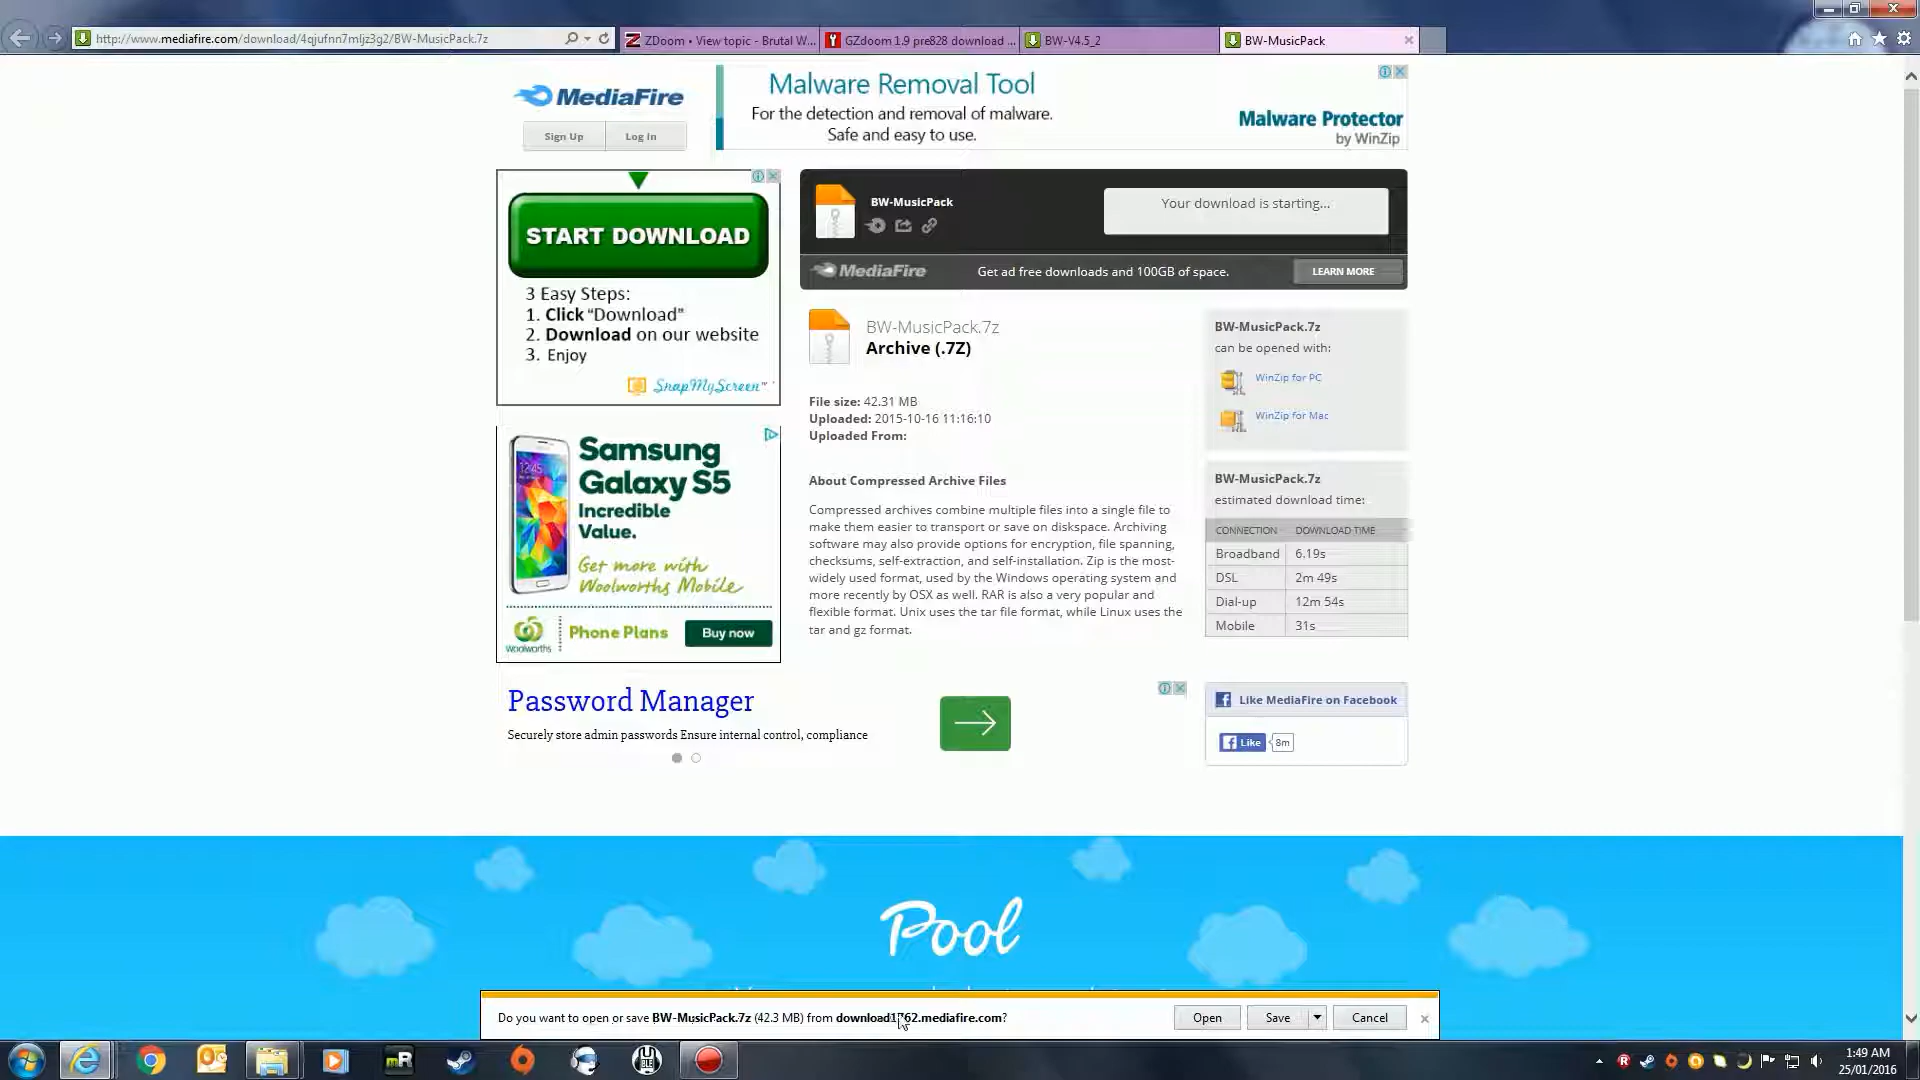 http://www.mediafire.com/download/4qjufnn7mljz3g2/BW-MusicPack.7z
ZDoom • View topic - Brutal W...
GZdoom 1.9 pre828 download ...
BW-V4.5_2
BW-MusicPack
MediaFire
Sign Up
Log In
Malware Removal Tool
For the detection and removal of malware.
Safe and easy to use.
Malware Protector
by WinZip
START DOWNLOAD
3 Easy Steps:
1. Click "Download"
2. Download on our website
3. Enjoy
SnapMyScreen™
BW-MusicPack
Your download is starting...
MediaFire
Get ad free downloads and 100GB of space.
LEARN MORE
BW-MusicPack.7z
Archive (.7Z)
File size: 42.31 MB
Uploaded: 2015-10-16 11:16:10
Uploaded From:
About Compressed Archive Files
Compressed archives combine multiple files into a single file to
make them easier to transport or save on diskspace. Archiving
software may also provide options for encryption, file spanning,
checksums, self-extraction, and self-installation. Zip is the most-
widely used format, used by the Windows operating system and
more recently by OSX as well. RAR is also a very popular and
flexible format. Unix uses the tar file format, while Linux uses the
tar and gz format.
BW-MusicPack.7z
can be opened with:
WinZip for PC
WinZip for Mac
BW-MusicPack.7z
estimated download time:
CONNECTION DOWNLOAD TIME
Broadband 6.19s
DSL 2m 49s
Dial-up 12m 54s
Mobile 31s
12:45
Samsung
Galaxy S5
Incredible
Value.
Get more with
Woolworths Mobile
Woolworths
Phone Plans
Buy now
Password Manager
Securely store admin passwords Ensure internal control, compliance
Like MediaFire on Facebook
Like
8m
Pool
Do you want to open or save BW-MusicPack.7z (42.3 MB) from download1762.mediafire.com?
Open
Save
Cancel
mR
1:49 AM
25/01/2016